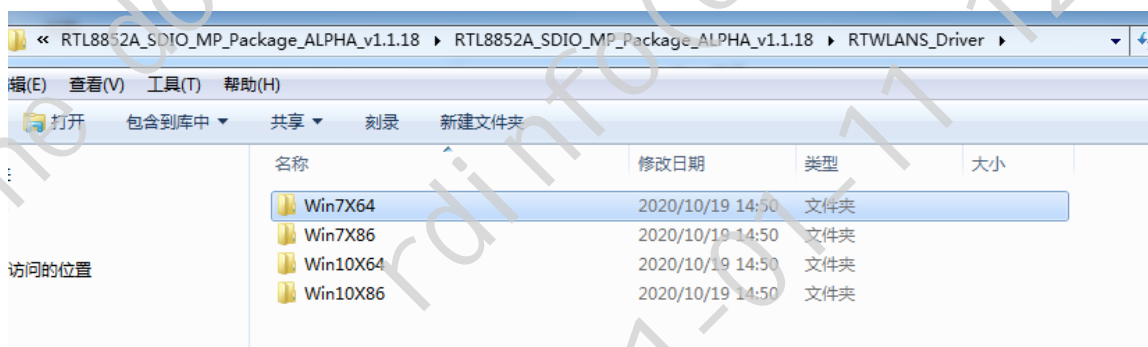 « RTL8852A_SDIO_MP_Package_ALPHA_v1.1.18 ▸ RTL8852A_SDIO_MP_Package_ALPHA_v1.1.18 ▸ RTWLANS_Driver ▸
辑(E) 查看(V) 工具(T) 帮助(H)
打开 包含到库中 ▼ 共享 ▼ 刻录 新建文件夹
名称 修改日期 类型 大小
Win7X64 2020/10/19 14:50 文件夹
Win7X86 2020/10/19 14:50 文件夹
访问的位置 Win10X64 2020/10/19 14:50 文件夹
Win10X86 2020/10/19 14:50 文件夹